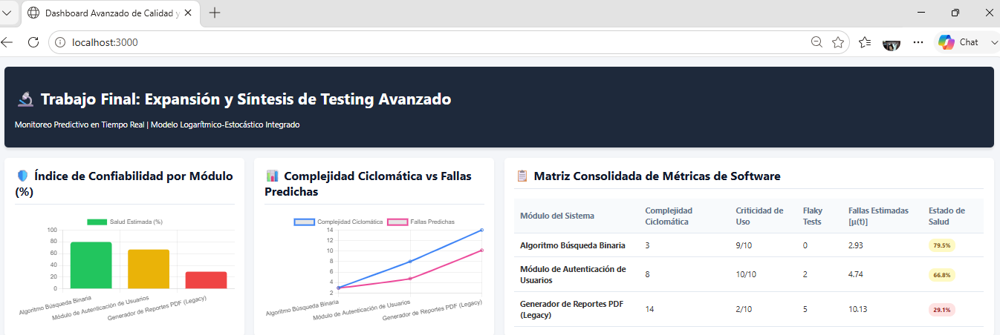 Dashboard Avanzado de Calidad y
localhost:3000
Chat
🔬 Trabajo Final: Expansión y Síntesis de Testing Avanzado
Monitoreo Predictivo en Tiempo Real | Modelo Logarítmico-Estocástico Integrado
🛡️ Índice de Confiabilidad por Módulo
(%)
Salud Estimada (%)
100
80
60
40
20
0
Algoritmo Búsqueda Binaria
Módulo de Autenticación de Usuarios
Generador de Reportes PDF (Legacy)
📊 Complejidad Ciclomática vs Fallas
Predichas
Complejidad Ciclomática Fallas Predichas
14
12
10
8
6
4
2
Algoritmo Búsqueda Binaria
Módulo de Autenticación de Usuarios
Generador de Reportes PDF (Legacy)
📋 Matriz Consolidada de Métricas de Software
Módulo del Sistema Complejidad Ciclomática Criticidad de Uso Flaky Tests Fallas Estimadas [µ(t)] Estado de Salud
Algoritmo Búsqueda Binaria 3 9/10 0 2.93 79.5%
Módulo de Autenticación de Usuarios 8 10/10 2 4.74 66.8%
Generador de Reportes PDF (Legacy) 14 2/10 5 10.13 29.1%